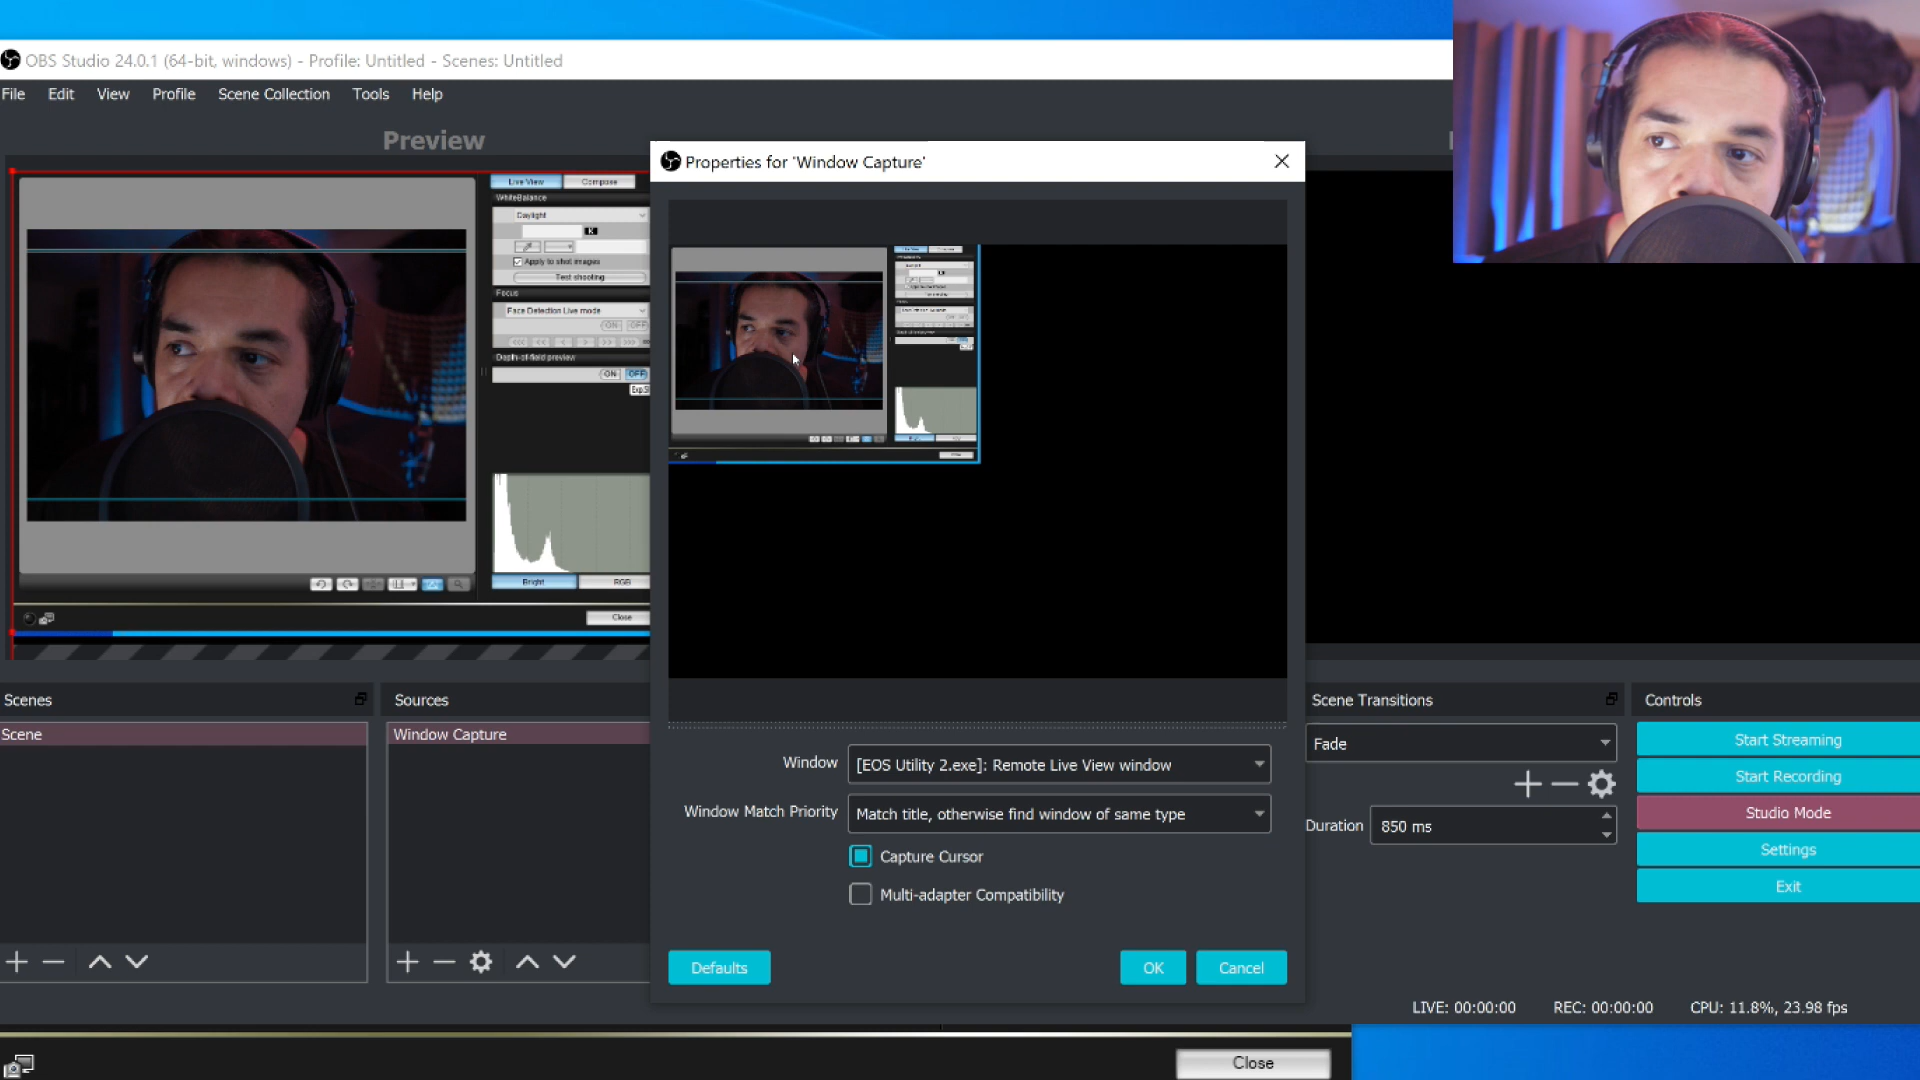 OBS Studio 24.0.1 (64-bit, windows) - Profile: Untitled - Scenes: Untitled
File Edit View Profile Scene Collection Tools Help
Preview
Properties for 'Window Capture'
Live View Compose
WhiteBalance
Daylight
K
Apply to shot images
Test shooting
Focus
Face Detection Live mode
ON OFF
Depth-of-field preview
ON OFF
Bright RGB
Close
Scenes
Scene
Sources
Window Capture
Window
[EOS Utility 2.exe]: Remote Live View window
Window Match Priority
Match title, otherwise find window of same type
Capture Cursor
Multi-adapter Compatibility
Defaults
OK
Cancel
Scene Transitions
Fade
Duration
850 ms
Controls
Start Streaming
Start Recording
Studio Mode
Settings
Exit
LIVE: 00:00:00 REC: 00:00:00 CPU: 11.8%, 23.98 fps
Close